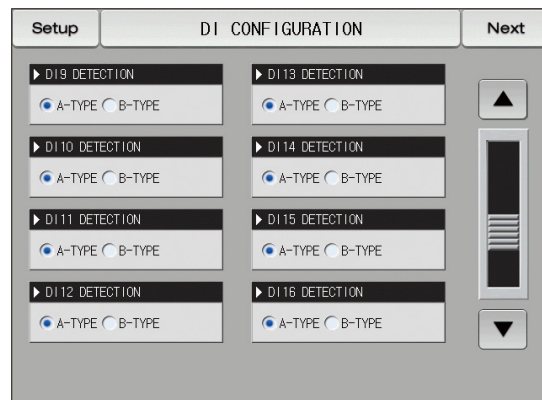 Setup
DI CONFIGURATION
Next
DI9 DETECTION
A-TYPE B-TYPE
DI13 DETECTION
A-TYPE B-TYPE
DI10 DETECTION
A-TYPE B-TYPE
DI14 DETECTION
A-TYPE B-TYPE
DI11 DETECTION
A-TYPE B-TYPE
DI15 DETECTION
A-TYPE B-TYPE
DI12 DETECTION
A-TYPE B-TYPE
DI16 DETECTION
A-TYPE B-TYPE